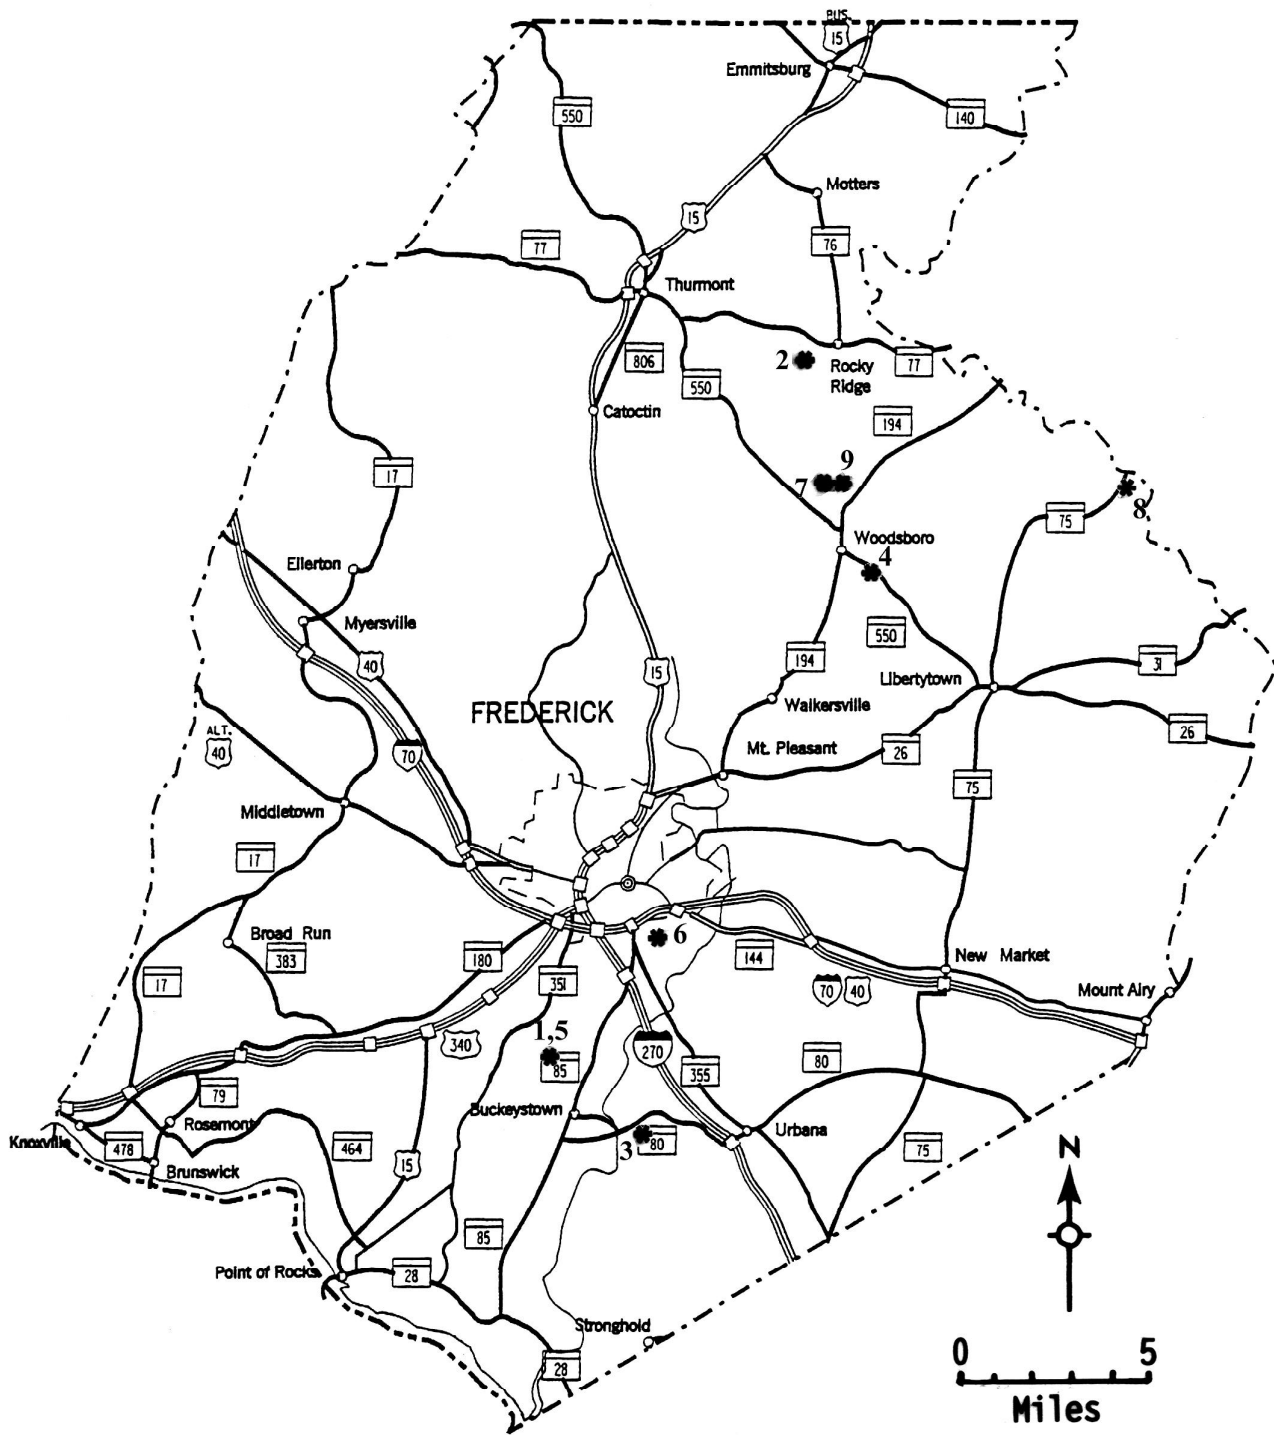 BUS.
15
Emmitsburg
550
140
Motters
15
77
76
Thurmont
806
2
Rocky
Ridge
77
550
Catoctin
194
17
9
7
8
75
Woodsboro
4
Ellerton
Myersville
550
40
15
194
31
Libertytown
FREDERICK
Walkersville
ALT.
40
70
Mt. Pleasant
26
26
75
Middletown
17
Broad Run
383
180
6
144
New Market
17
351
70
40
Mount Airy
1,5
340
270
80
85
355
79
Buckeystown
Rosemont
Urbana
Knoxville
478
464
15
3
80
75
N
Brunswick
85
Point of Rocks
28
Stronghold
28
0
5
Miles